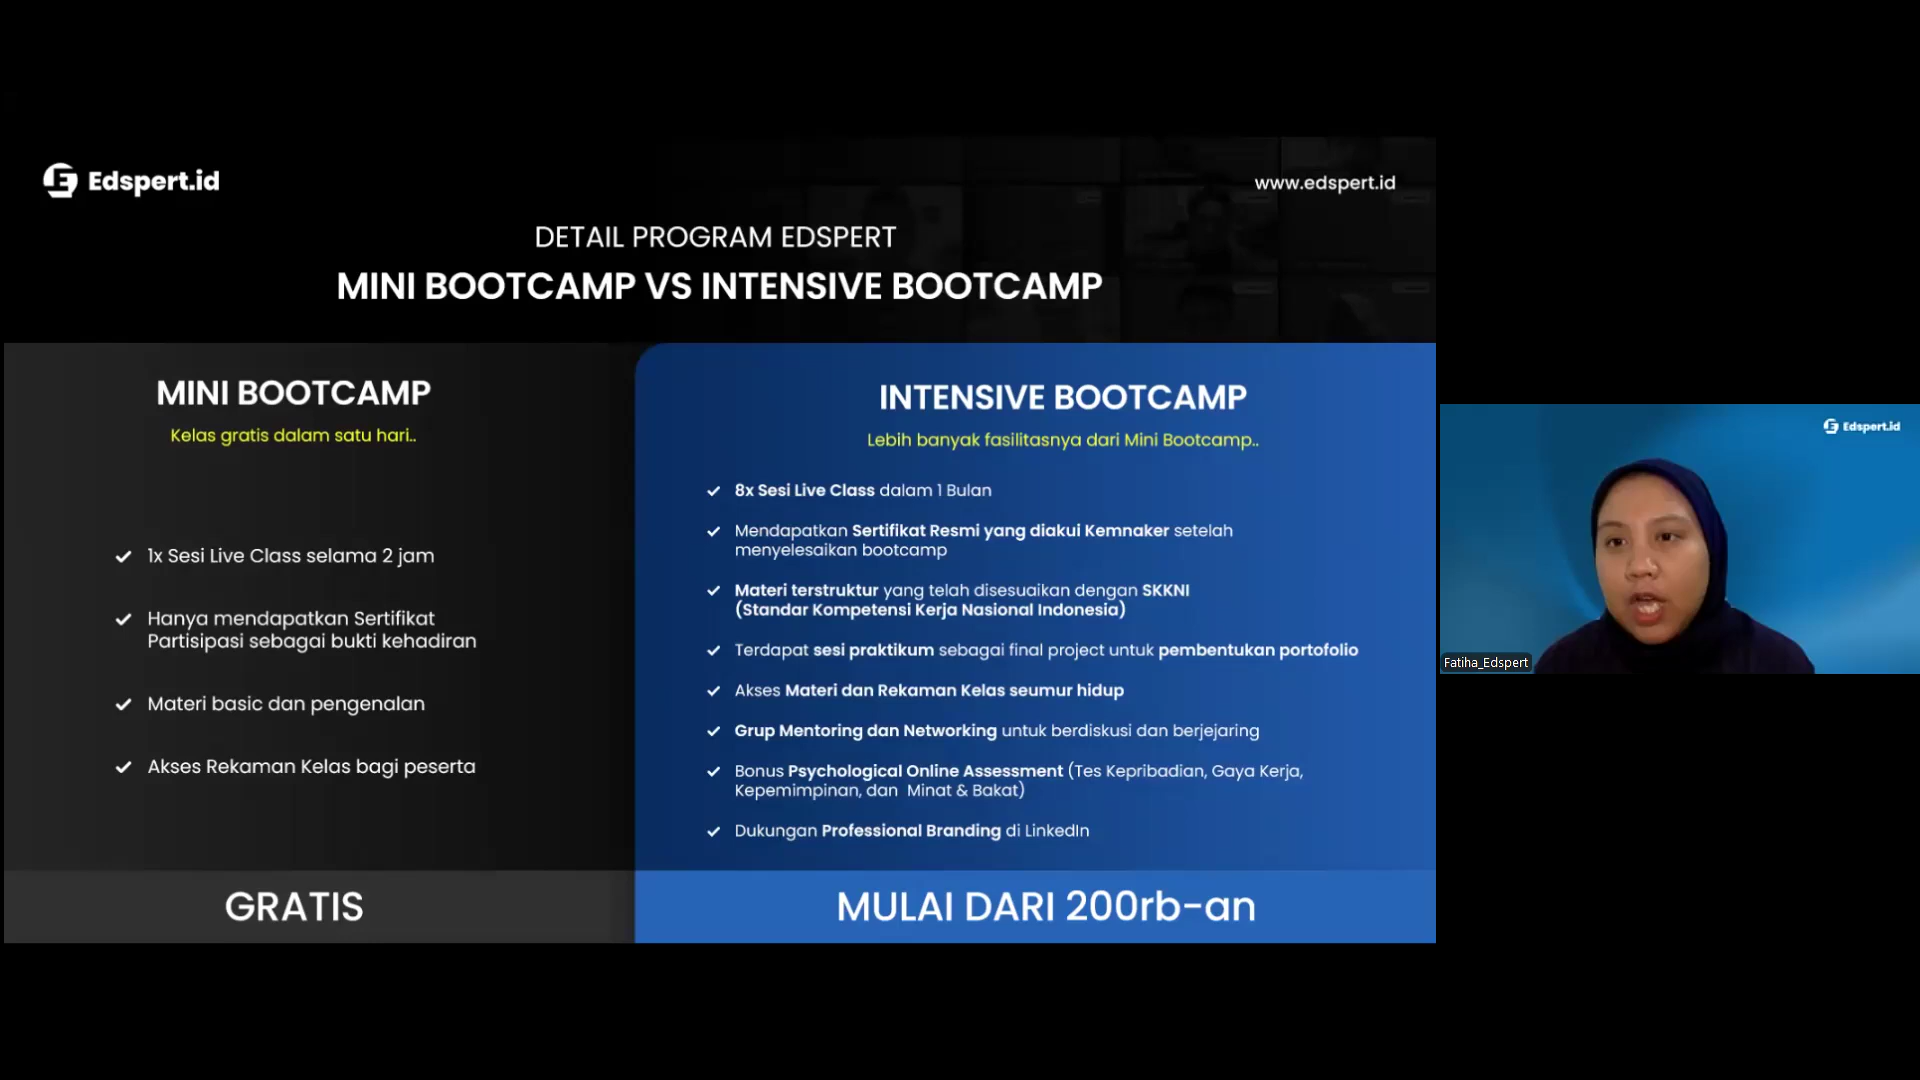 Edspert.id
www.edspert.id
DETAIL PROGRAM EDSPERT
MINI BOOTCAMP VS INTENSIVE BOOTCAMP
MINI BOOTCAMP
Kelas gratis dalam satu hari..
1x Sesi Live Class selama 2 jam
Hanya mendapatkan Sertifikat
Partisipasi sebagai bukti kehadiran
Materi basic dan pengenalan
Akses Rekaman Kelas bagi peserta
GRATIS
INTENSIVE BOOTCAMP
Lebih banyak fasilitasnya dari Mini Bootcamp..
8x Sesi Live Class dalam 1 Bulan
Mendapatkan Sertifikat Resmi yang diakui Kemnaker setelah
menyelesaikan bootcamp
Materi terstruktur yang telah disesuaikan dengan SKKNI
(Standar Kompetensi Kerja Nasional Indonesia)
Terdapat sesi praktikum sebagai final project untuk pembentukan portofolio
Akses Materi dan Rekaman Kelas seumur hidup
Grup Mentoring dan Networking untuk berdiskusi dan berjejaring
Bonus Psychological Online Assessment (Tes Kepribadian, Gaya Kerja,
Kepemimpinan, dan Minat & Bakat)
Dukungan Professional Branding di LinkedIn
MULAI DARI 200rb-an
Edspert.id
Fatiha_Edspert